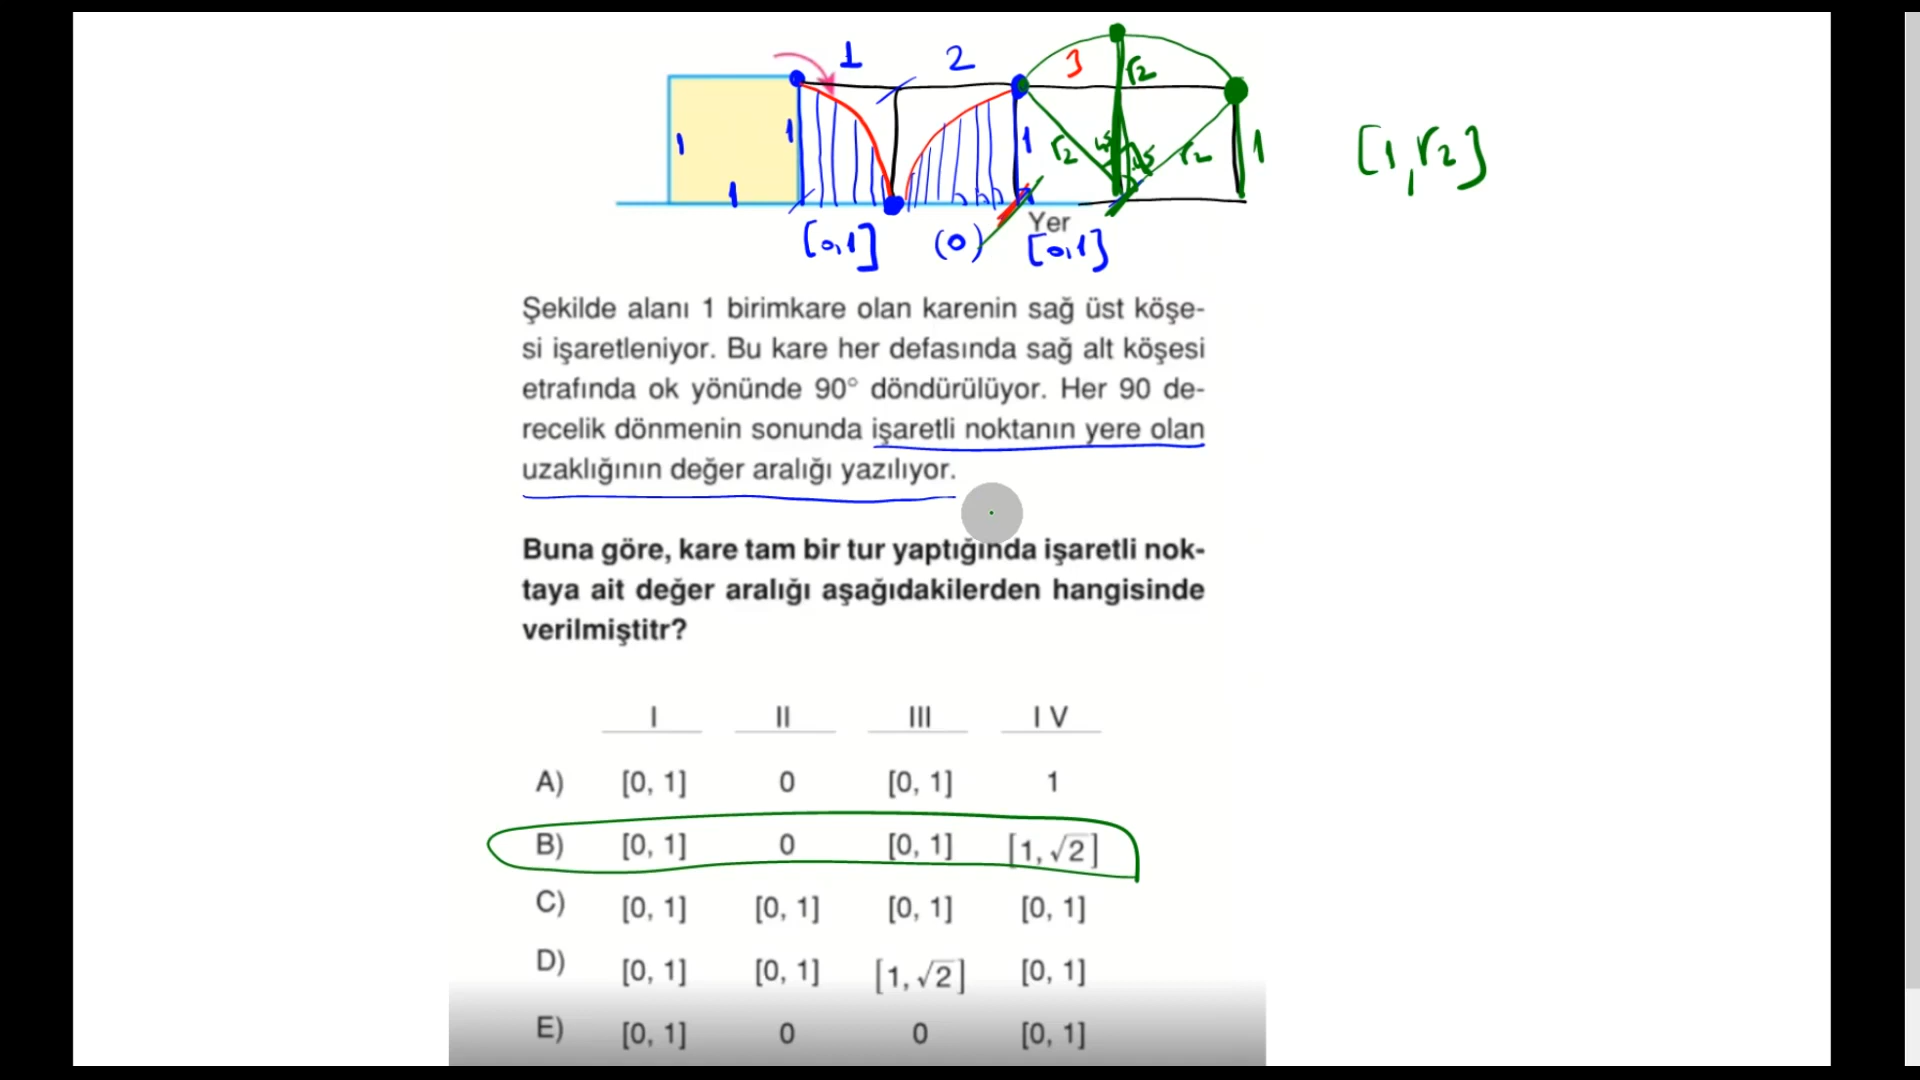 1 2 3 √2
1 1 1 √2 45 45 √2 1 [1, √2]
1
Yer
[0,1] (0) [0,1]
Şekilde alanı 1 birimkare olan karenin sağ üst köşe-
si işaretleniyor. Bu kare her defasında sağ alt köşesi
etrafında ok yönünde 90° döndürülüyor. Her 90 de-
recelik dönmenin sonunda işaretli noktanın yere olan
uzaklığının değer aralığı yazılıyor.
Buna göre, kare tam bir tur yaptığında işaretli nok-
taya ait değer aralığı aşağıdakilerden hangisinde
verilmiştitr?
I II III I V
A) [0, 1] 0 [0, 1] 1
B) [0, 1] 0 [0, 1] [1, √2]
C) [0, 1] [0, 1] [0, 1] [0, 1]
D) [0, 1] [0, 1] [1, √2] [0, 1]
E) [0, 1] 0 0 [0, 1]